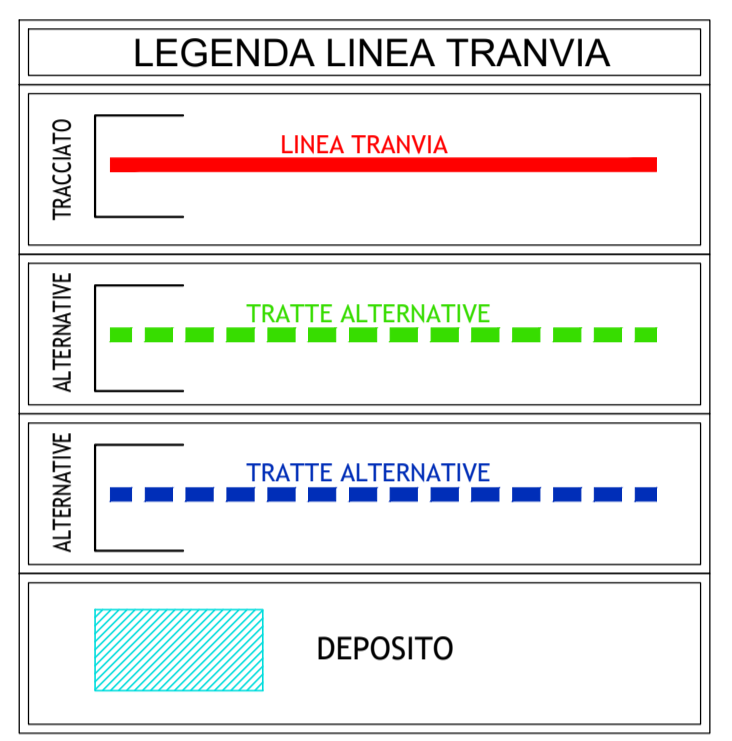 LEGENDA LINEA TRANVIA
TRACCIATO
LINEA TRANVIA
ALTERNATIVE
TRATTE ALTERNATIVE
ALTERNATIVE
TRATTE ALTERNATIVE
DEPOSITO